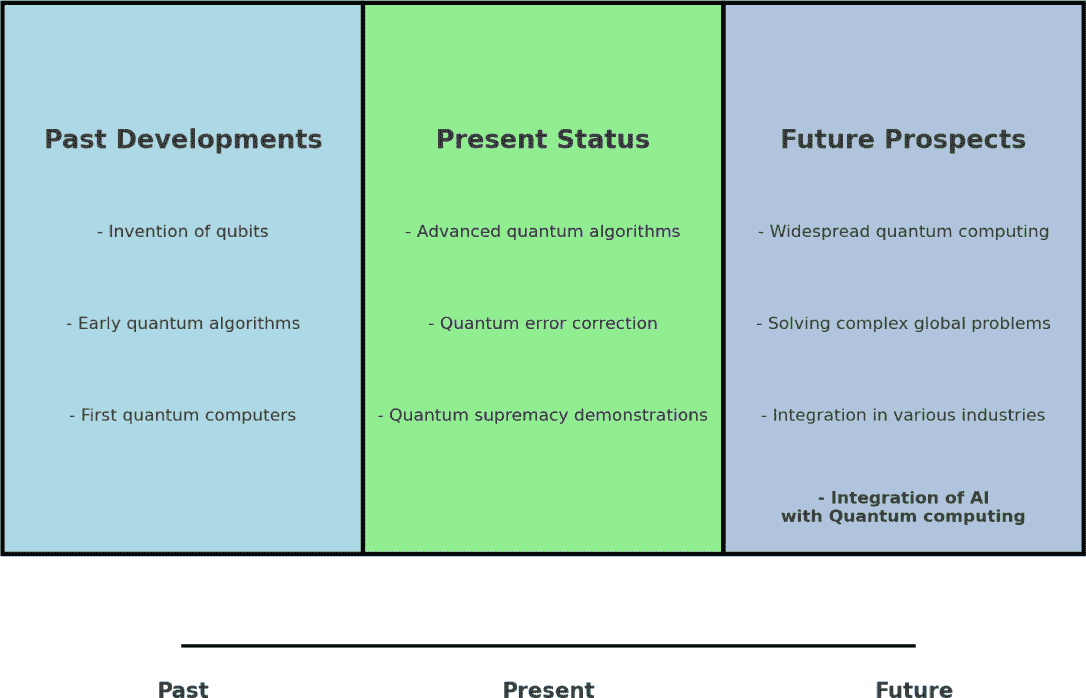 Past Developments
- Invention of qubits
- Early quantum algorithms
- First quantum computers
Present Status
- Advanced quantum algorithms
- Quantum error correction
- Quantum supremacy demonstrations
Future Prospects
- Widespread quantum computing
- Solving complex global problems
- Integration in various industries
- Integration of AI
with Quantum computing
Past
Present
Future